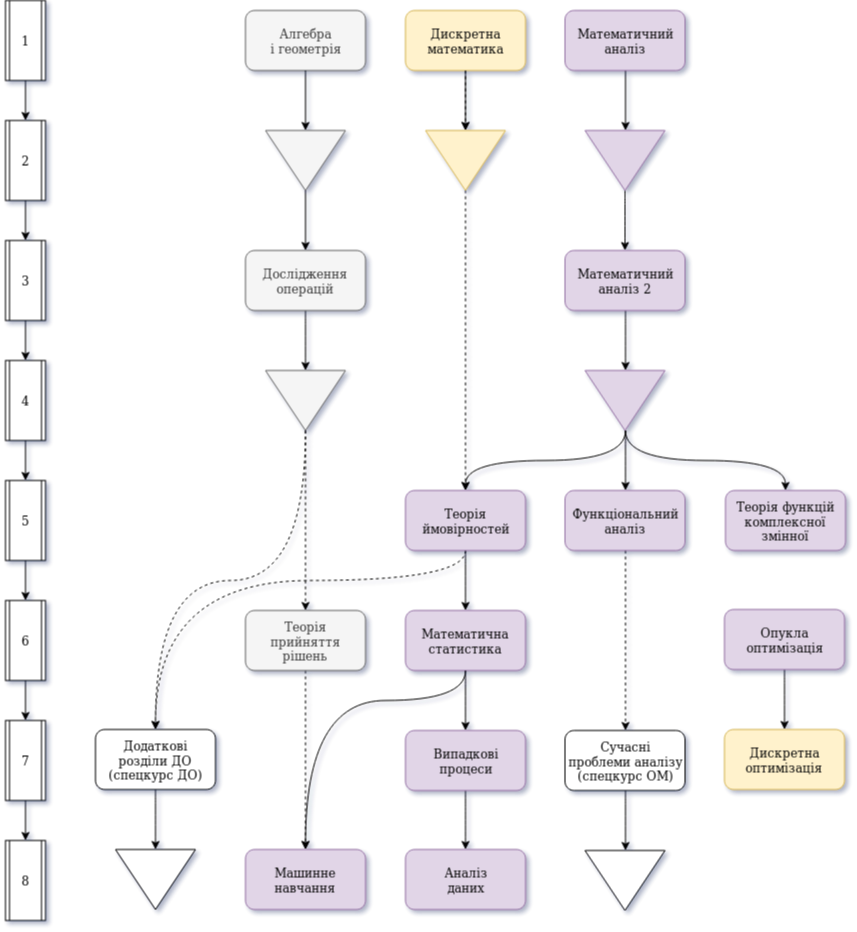 1
Алгебра
і геометрія
Дискретна
математика
Математичний
аналіз
2
3
Дослідження
операцій
Математичний
аналіз 2
4
5
Теорія
ймовірностей
Функціональний
аналіз
Теорія функцій
комплексної
змінної
6
Теорія
прийняття
рішень
Математична
статистика
Опукла
оптимізація
7
Додаткові
розділи ДО
(спецкурс ДО)
Випадкові
процеси
Сучасні
проблеми аналізу
(спецкурс ОМ)
Дискретна
оптимізація
8
Машинне
навчання
Аналіз
даних